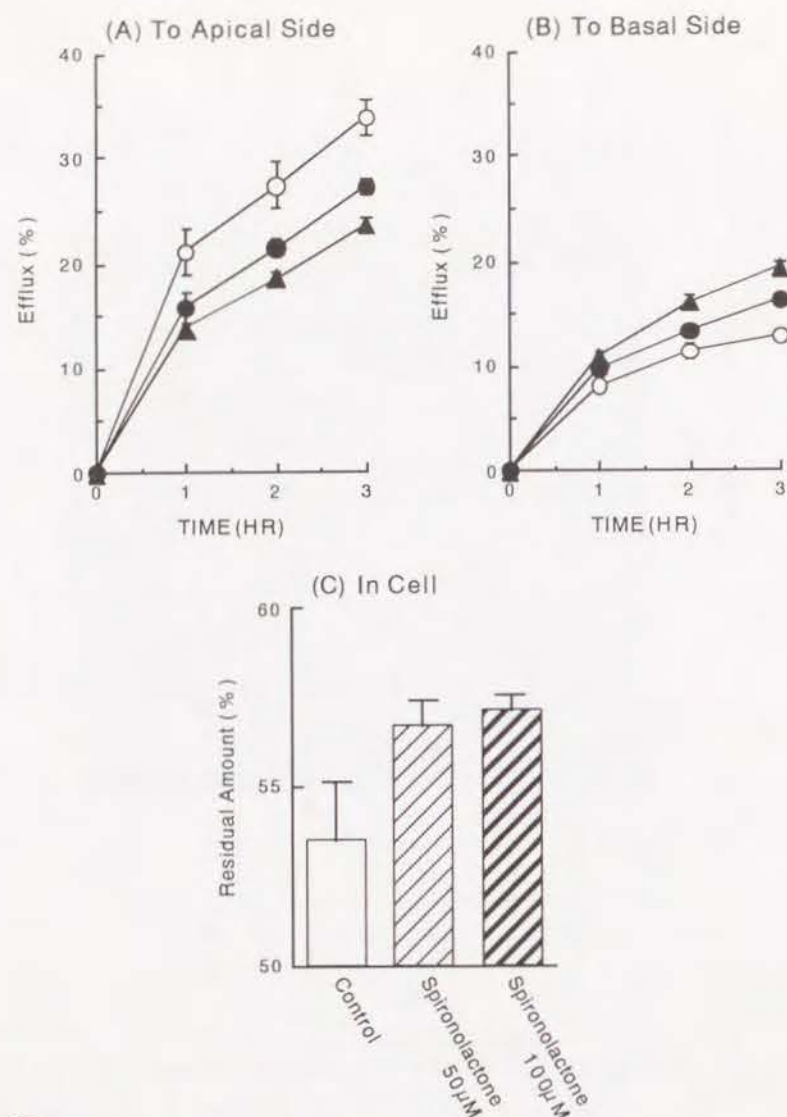 (A) To Apical Side
40
30
20
10
0
Efflux (%)
0 1 2 3
TIME (HR)
(B) To Basal Side
40
30
20
10
0
Efflux (%)
0 1 2 3
TIME (HR)
(C) In Cell
60
55
50
Residual Amount (%)
Control
Spironolactone
50μM
Spironolactone
100μM